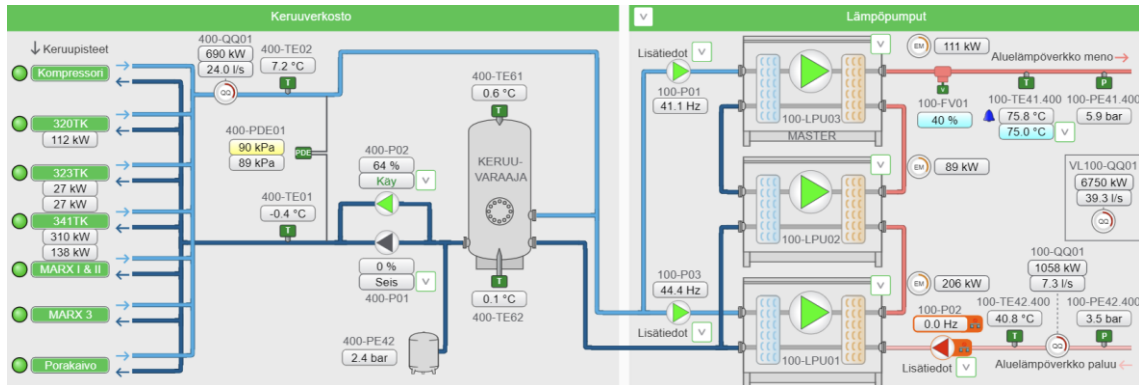 Keruuverkosto
Lämpöpumput
Keruupisteet
400-QQ01
690 kW
24.0 l/s
400-TE02
7.2 °C
T
QQ
Kompressori
320TK
112 kW
323TK
27 kW
27 kW
341TK
310 kW
138 kW
MARX I & II
MARX 3
Porakaivo
400-PDE01
90 kPa
89 kPa
PDE
400-TE01
-0.4 °C
T
400-P02
64 %
Kay
0 %
Seis
400-P01
400-PE42
2.4 bar
400-TE61
0.6 °C
T
KERUU-
VARAAJA
T
0.1 °C
400-TE62
Lisätiedot
100-P01
41.1 Hz
100-P03
44.4 Hz
Lisätiedot
100-LPU03
MASTER
100-LPU02
100-LPU01
EM
111 kW
EM
89 kW
EM
206 kW
Aluelämpöverkko meno
V
100-FV01
40 %
T
100-TE41.400
75.8 °C
75.0 °C
P
100-PE41.400
5.9 bar
VL100-QQ01
6750 kW
39.3 l/s
QQ
100-QQ01
1058 kW
7.3 l/s
100-P02
0.0 Hz
100-TE42.400
40.8 °C
T
100-PE42.400
3.5 bar
P
QQ
Lisätiedot
Aluelämpöverkko paluu